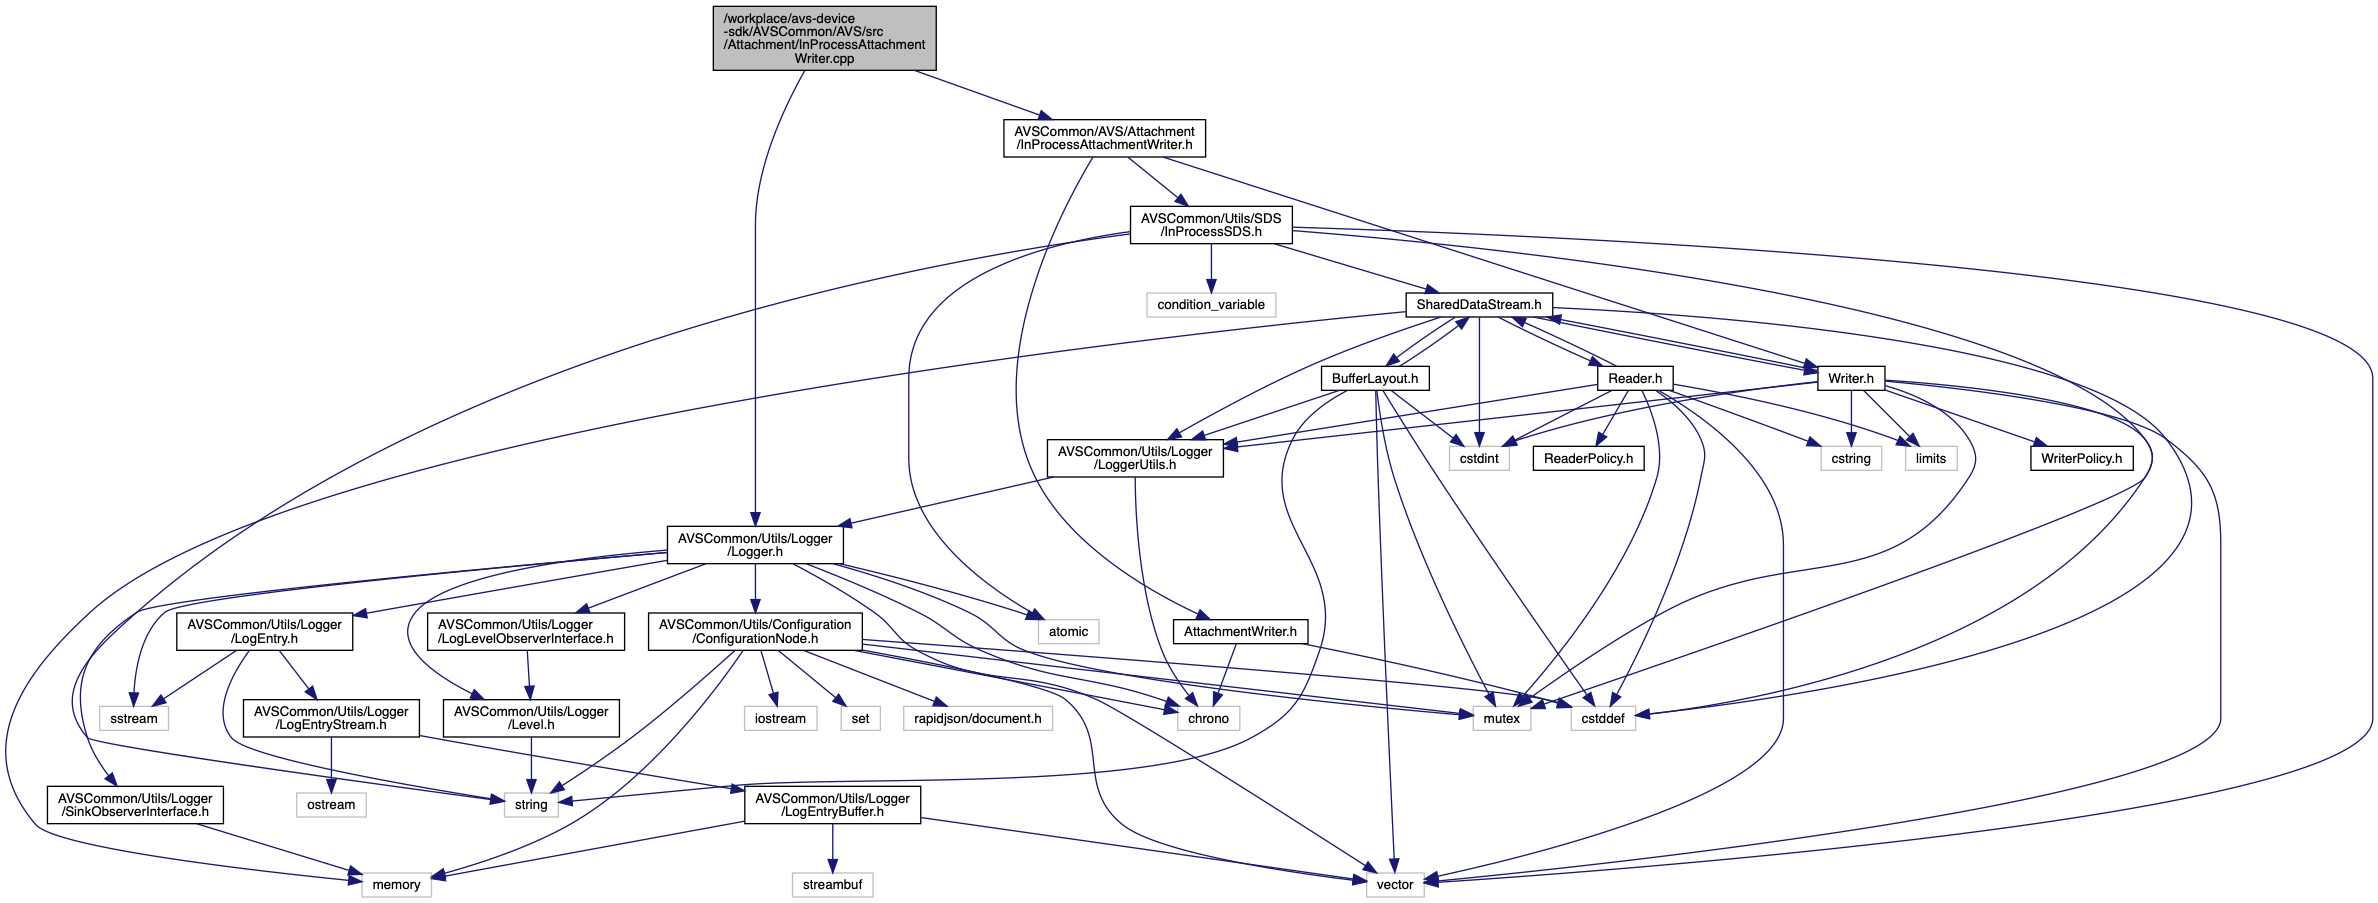 /workplace/avs-device
-sdk/AVSCommon/AVS/src
/Attachment/InProcessAttachment
Writer.cpp
AVSCommon/AVS/Attachment
/InProcessAttachmentWriter.h
AVSCommon/Utils/SDS
/InProcessSDS.h
condition_variable
SharedDataStream.h
BufferLayout.h
Reader.h
Writer.h
AVSCommon/Utils/Logger
/LoggerUtils.h
cstdint
ReaderPolicy.h
cstring
limits
WriterPolicy.h
AVSCommon/Utils/Logger
/Logger.h
AVSCommon/Utils/Logger
/LogEntry.h
AVSCommon/Utils/Logger
/LogLevelObserverInterface.h
AVSCommon/Utils/Configuration
/ConfigurationNode.h
atomic
AttachmentWriter.h
sstream
AVSCommon/Utils/Logger
/LogEntryStream.h
AVSCommon/Utils/Logger
/Level.h
iostream
set
rapidjson/document.h
chrono
mutex
cstddef
AVSCommon/Utils/Logger
/SinkObserverInterface.h
ostream
string
AVSCommon/Utils/Logger
/LogEntryBuffer.h
memory
streambuf
vector